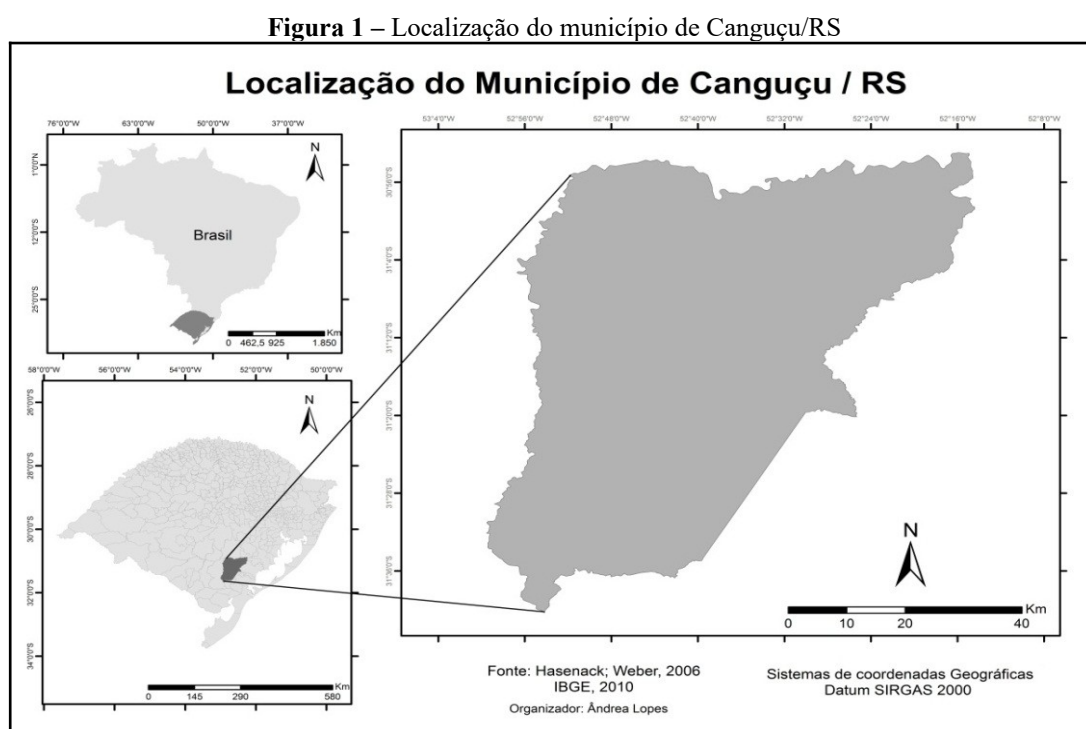 Figura 1 – Localização do município de Canguçu/RS
Localização do Município de Canguçu / RS
76°0'0"W 63°0'0"W 50°0'0"W 37°0'0"W
1°0'N
12°0'0"S
25°0'0"S
N
Brasil
Km
0 462,5 925 1.850
58°0'0"W 56°0'0"W 54°0'0"W 52°0'0"W 50°0'0"W
26°0'0"S
28°0'0"S
30°0'0"S
32°0'0"S
34°0'0"S
N
Km
0 145 290 580
53°4'0"W 52°56'0"W 52°48'0"W 52°40'0"W 52°32'0"W 52°24'0"W 52°16'0"W 52°8'0"W
30°56'0"S
31°4'0"S
31°12'0"S
31°20'0"S
31°28'0"S
31°36'0"S
N
Km
0 10 20 40
Fonte: Hasenack; Weber, 2006
IBGE, 2010
Organizador: Ândrea Lopes
Sistemas de coordenadas Geográficas
Datum SIRGAS 2000